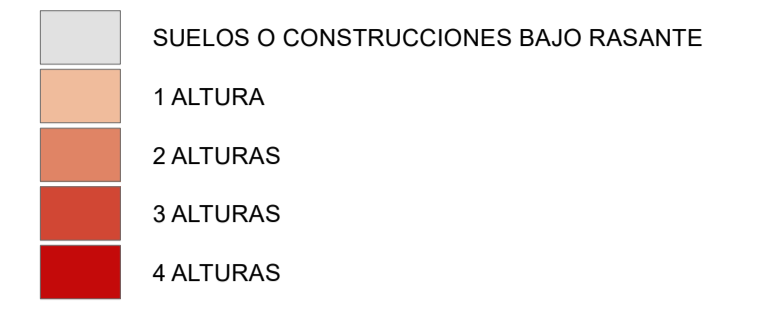 SUELOS O CONSTRUCCIONES BAJO RASANTE
1 ALTURA
2 ALTURAS
3 ALTURAS
4 ALTURAS